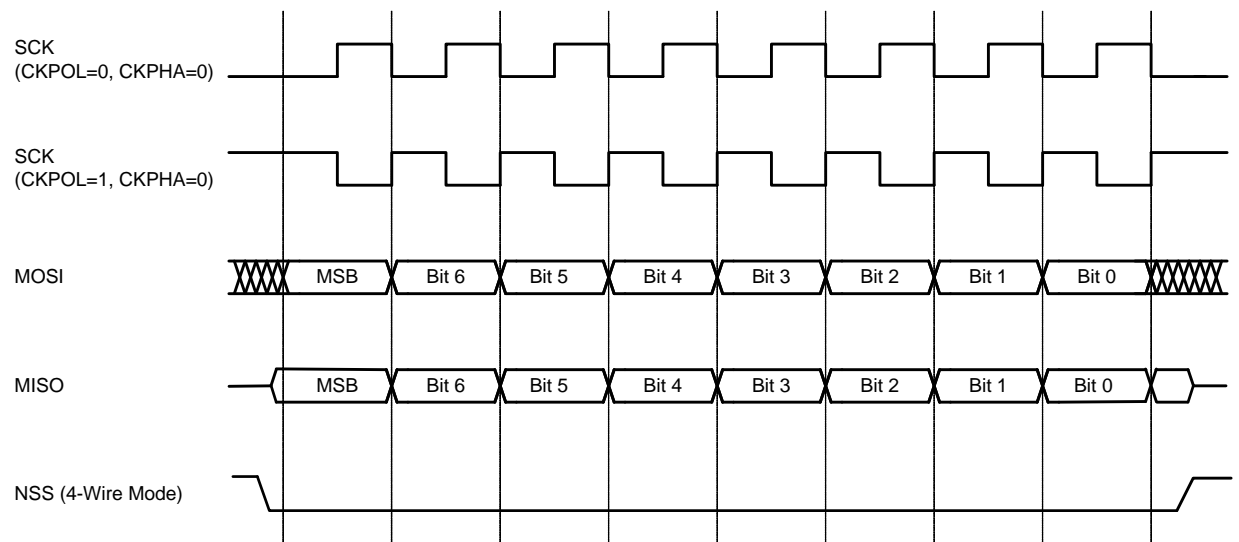 SCK
(CKPOL=0, CKPHA=0)
SCK
(CKPOL=1, CKPHA=0)
MOSI MSB Bit 6 Bit 5 Bit 4 Bit 3 Bit 2 Bit 1 Bit 0
MISO MSB Bit 6 Bit 5 Bit 4 Bit 3 Bit 2 Bit 1 Bit 0
NSS (4-Wire Mode)